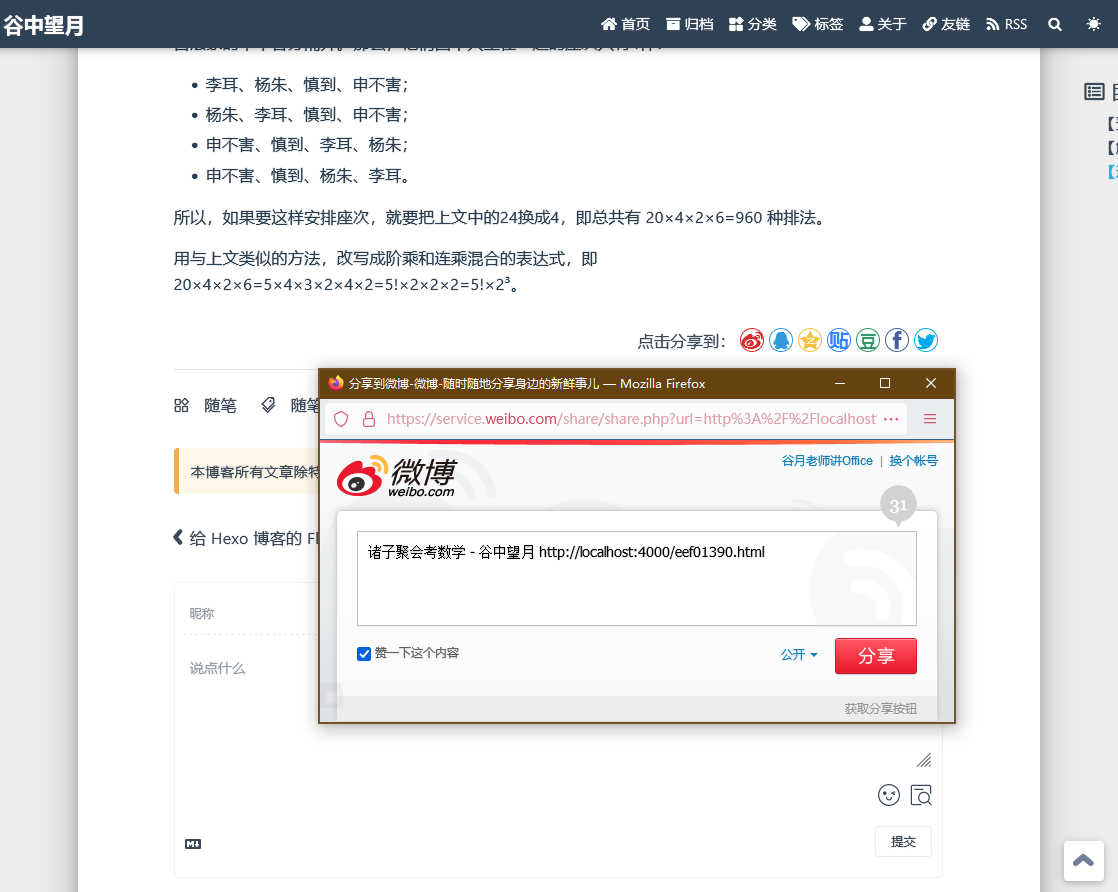 谷中望月
首页 归档 分类 标签 关于 友链 RSS
李耳、杨朱、慎到、申不害；
杨朱、李耳、慎到、申不害；
申不害、慎到、李耳、杨朱；
申不害、慎到、杨朱、李耳。
所以，如果要这样安排座次，就要把上文中的24换成4，即总共有 20×4×2×6=960 种排法。
用与上文类似的方法，改写成阶乘和连乘混合的表达式，即
20×4×2×6=5×4×3×2×4×2=5!×2×2×2=5!×2³。
点击分享到：
贴 豆
随笔 随笔
分享到微博-微博-随时随地分享身边的新鲜事儿 — Mozilla Firefox
https://service.weibo.com/share/share.php?url=http%3A%2F%2Flocalhost
微博
weibo.com
谷月老师讲Office | 换个帐号
31
诸子聚会考数学 - 谷中望月 http://localhost:4000/eef01390.html
赞一下这个内容
公开
分享
获取分享按钮
本博客所有文章除特
给 Hexo 博客的
昵称
说点什么
M↓
提交